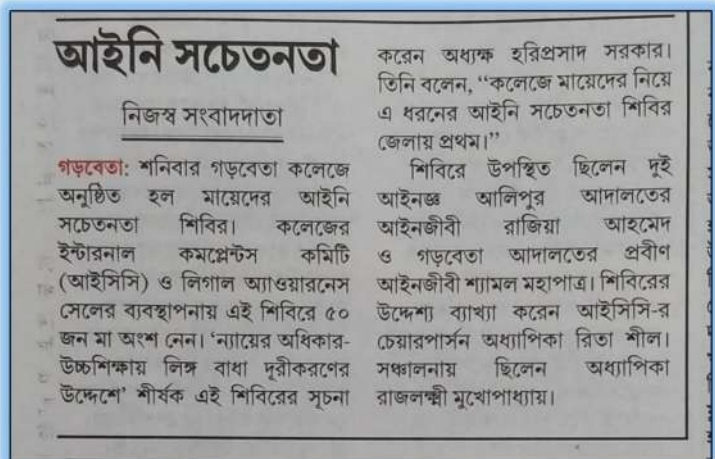 আইনি সচেতনতা
নিজস্ব সংবাদদাতা
গড়বেতা: শনিবার গড়বেতা কলেজে
অনুষ্ঠিত হল মায়েদের আইনি
সচেতনতা শিবির। কলেজের
ইন্টারনাল কমপ্লেন্টস কমিটি
(আইসিসি) ও লিগাল অ্যাওয়ারনেস
সেলের ব্যবস্থাপনায় এই শিবিরে ৫০
জন মা অংশ নেন। ‘ন্যায়ের অধিকার-
উচ্চশিক্ষায় লিঙ্গ বাধা দূরীকরণের
উদ্দেশে’ শীর্ষক এই শিবিরের সূচনা
করেন অধ্যক্ষ হরিপ্রসাদ সরকার।
তিনি বলেন, “কলেজে মায়েদের নিয়ে
এ ধরনের আইনি সচেতনতা শিবির
জেলায় প্রথম।”
শিবিরে উপস্থিত ছিলেন দুই
আইনজ্ঞ আলিপুর আদালতের
আইনজীবী রাজিয়া আহমেদ
ও গড়বেতা আদালতের প্রবীণ
আইনজীবী শ্যামল মহাপাত্র। শিবিরের
উদ্দেশ্য ব্যাখ্যা করেন আইসিসি-র
চেয়ারপার্সন অধ্যাপিকা রিতা শীল।
সঞ্চালনায় ছিলেন অধ্যাপিকা
রাজলক্ষ্মী মুখোপাধ্যায়।